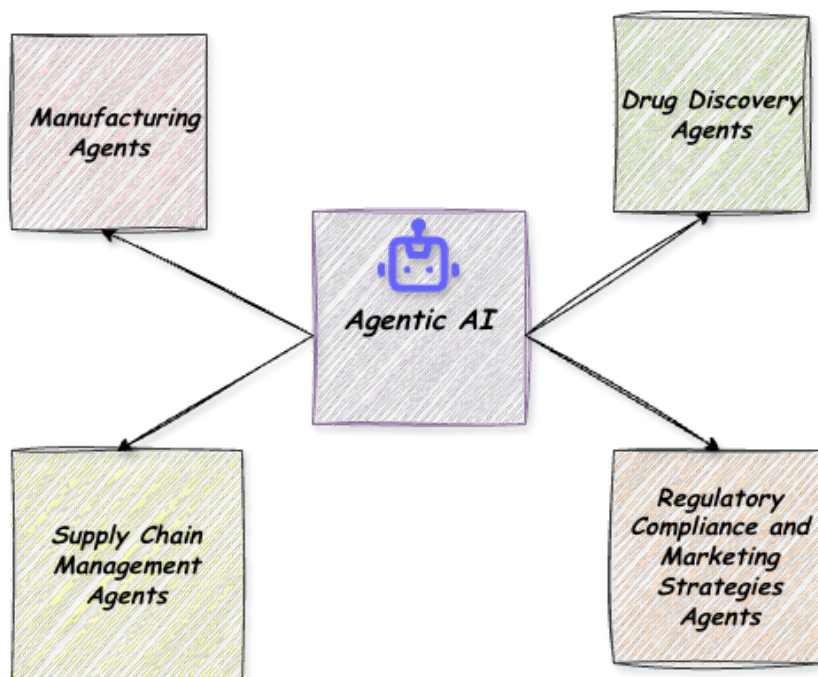 Manufacturing
Agents
Drug Discovery
Agents
Agentic AI
Supply Chain
Management
Agents
Regulatory
Compliance and
Marketing
Strategies
Agents